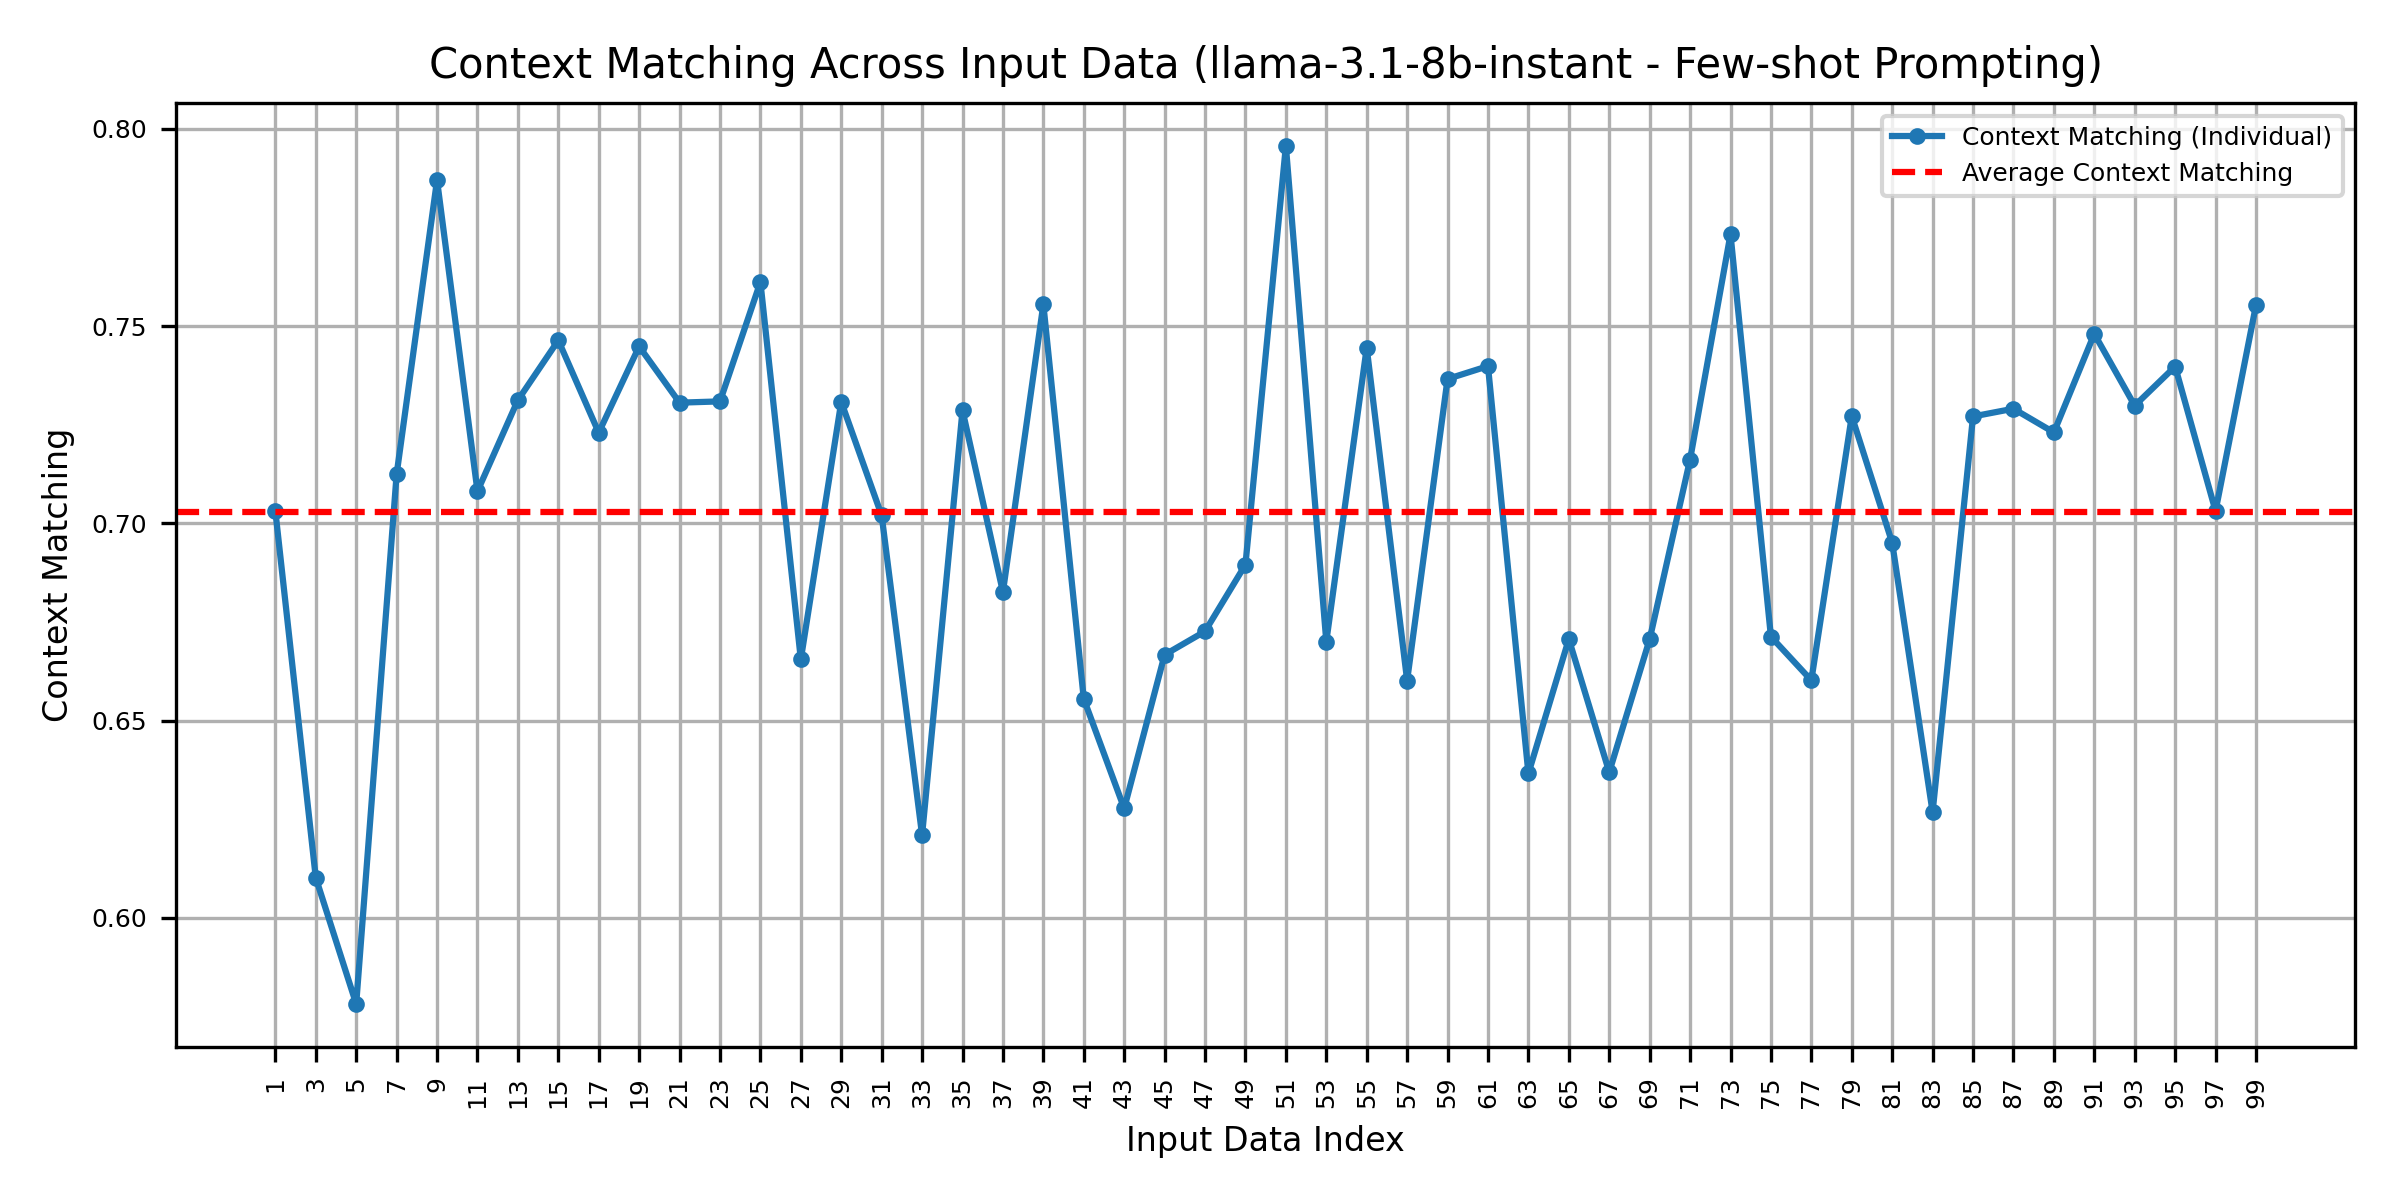 Context Matching Across Input Data (llama-3.1-8b-instant - Few-shot Prompting)
Context Matching (Individual)
Average Context Matching
0.80
0.75
0.70
0.65
0.60
Context Matching
1 3 5 7 9 11 13 15 17 19 21 23 25 27 29 31 33 35 37 39 41 43 45 47 49 51 53 55 57 59 61 63 65 67 69 71 73 75 77 79 81 83 85 87 89 91 93 95 97 99
Input Data Index